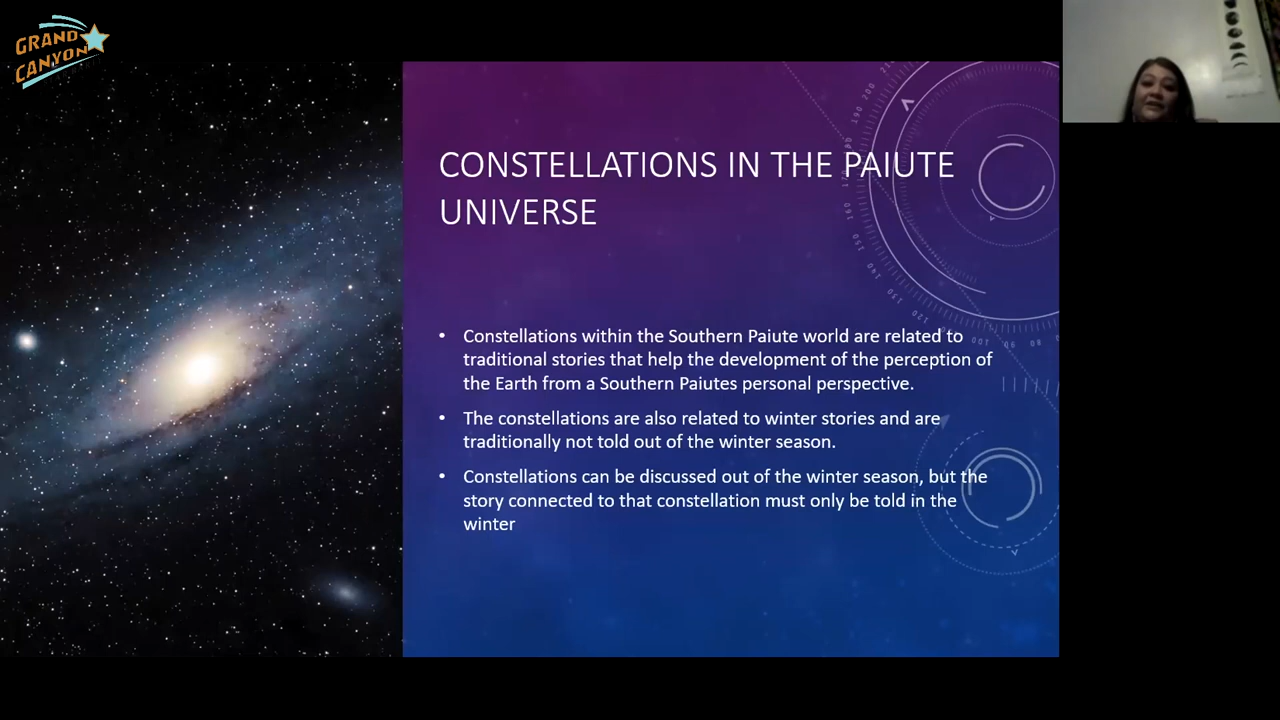 GRAND
CANYON
CONSTELLATIONS IN THE PAIUTE
UNIVERSE
• Constellations within the Southern Paiute world are related to
traditional stories that help the development of the perception of
the Earth from a Southern Paiutes personal perspective.
• The constellations are also related to winter stories and are
traditionally not told out of the winter season.
• Constellations can be discussed out of the winter season, but the
story connected to that constellation must only be told in the
winter